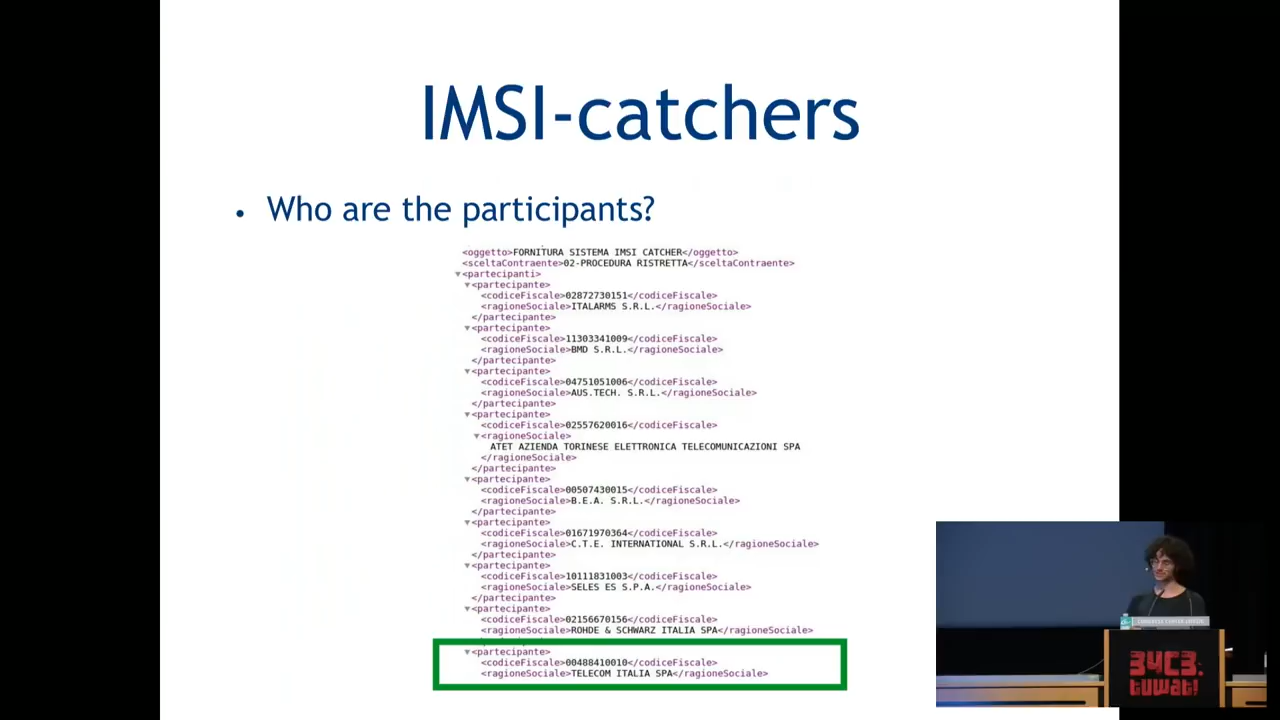 IMSI-catchers
• Who are the participants?
<oggetto>FORNITURA SISTEMA IMSI CATCHER</oggetto>
<sceltaContraente>02-PROCEDURA RISTRETTA</sceltaContraente>
▼<partecipanti>
▼<partecipante>
<codiceFiscale>02872730151</codiceFiscale>
<ragioneSociale>ITALARMS S.R.L.</ragioneSociale>
</partecipante>
▼<partecipante>
<codiceFiscale>11303341009</codiceFiscale>
<ragioneSociale>BMD S.R.L.</ragioneSociale>
</partecipante>
▼<partecipante>
<codiceFiscale>04751051006</codiceFiscale>
<ragioneSociale>AUS.TECH. S.R.L.</ragioneSociale>
</partecipante>
▼<partecipante>
<codiceFiscale>02557620016</codiceFiscale>
▼<ragioneSociale>
ATET AZIENDA TORINESE ELETTRONICA TELECOMUNICAZIONI SPA
</ragioneSociale>
</partecipante>
▼<partecipante>
<codiceFiscale>00507430015</codiceFiscale>
<ragioneSociale>B.E.A. S.R.L.</ragioneSociale>
</partecipante>
▼<partecipante>
<codiceFiscale>01671970364</codiceFiscale>
<ragioneSociale>C.T.E. INTERNATIONAL S.R.L.</ragioneSociale>
</partecipante>
▼<partecipante>
<codiceFiscale>10111831003</codiceFiscale>
<ragioneSociale>SELES ES S.P.A.</ragioneSociale>
</partecipante>
▼<partecipante>
<codiceFiscale>02156670156</codiceFiscale>
<ragioneSociale>ROHDE & SCHWARZ ITALIA SPA</ragioneSociale>
▼<partecipante>
<codiceFiscale>00488410010</codiceFiscale>
<ragioneSociale>TELECOM ITALIA SPA</ragioneSociale>
34C3.
tuwat!